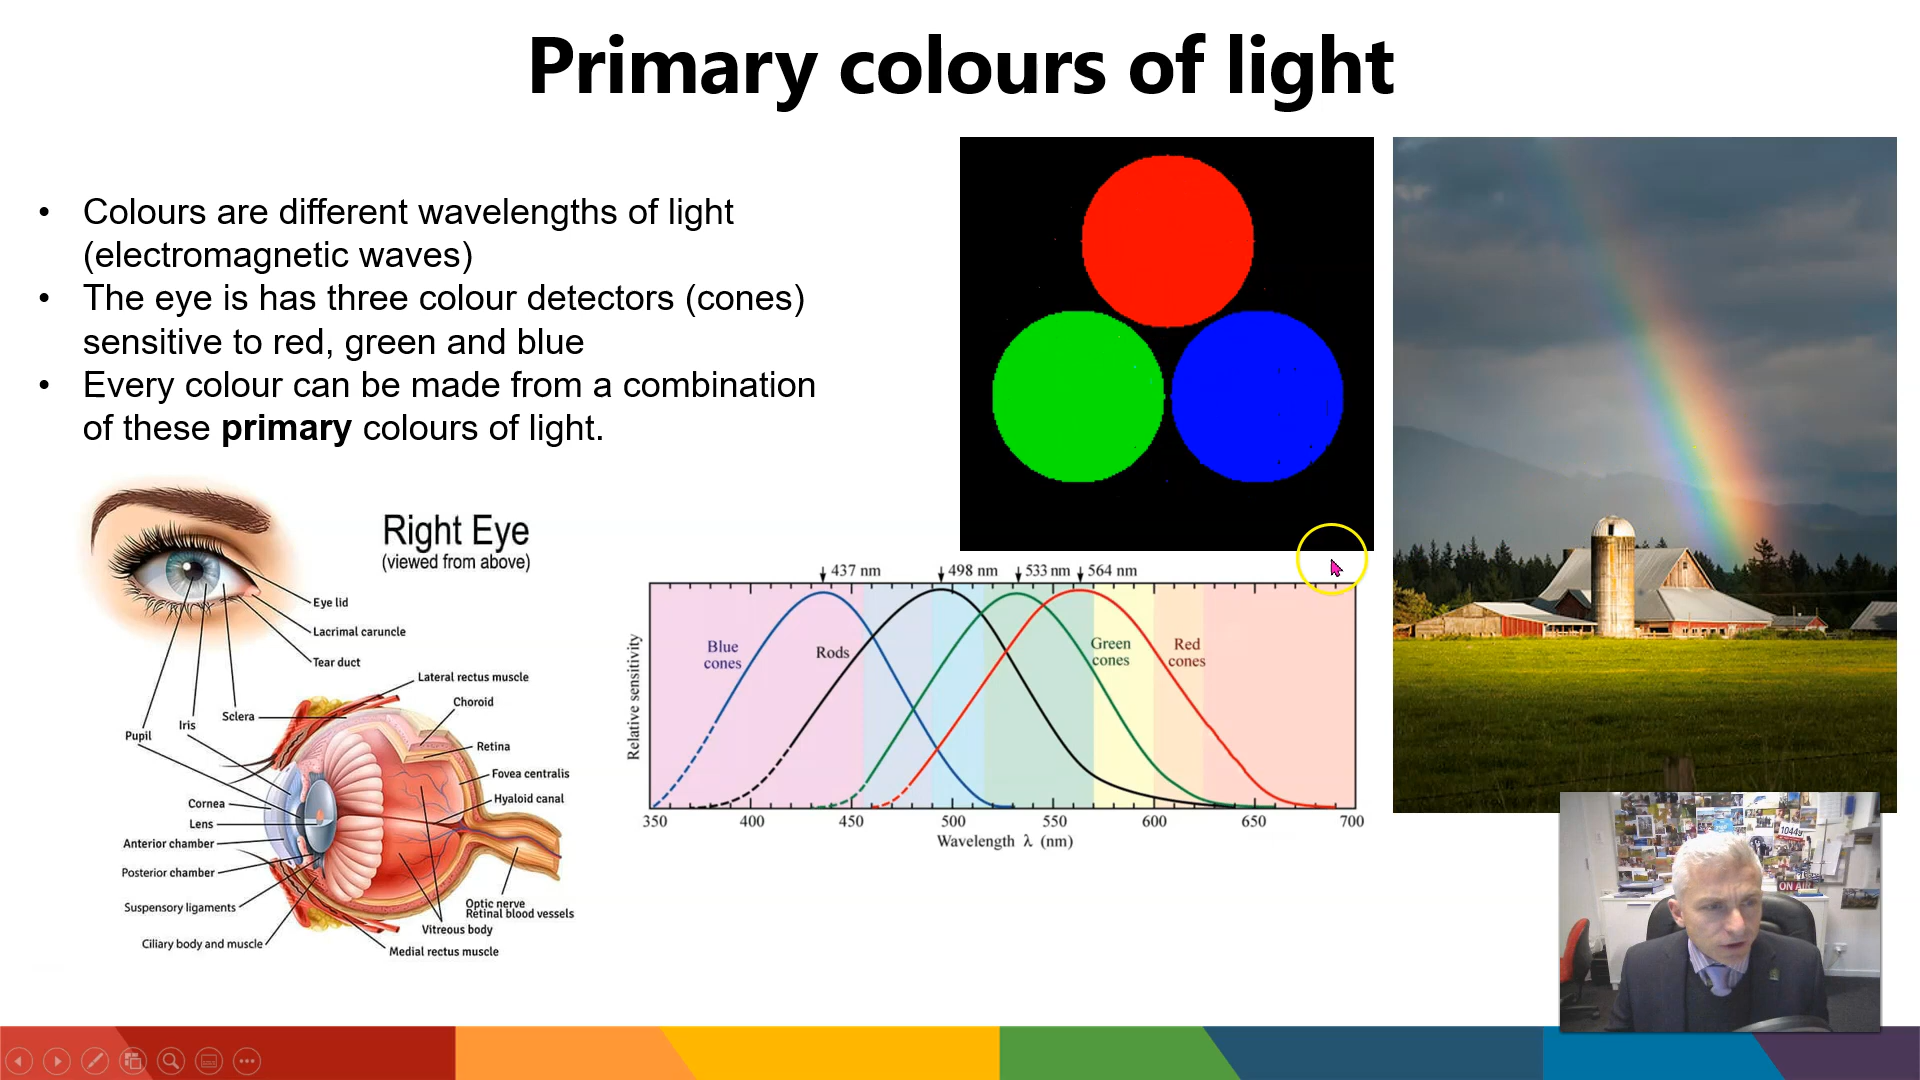 Primary colours of light
• Colours are different wavelengths of light
(electromagnetic waves)
• The eye is has three colour detectors (cones)
sensitive to red, green and blue
• Every colour can be made from a combination
of these primary colours of light.
Right Eye
(viewed from above)
Eye lid
Lacrimal caruncle
Tear duct
Lateral rectus muscle
Choroid
Sclera
Iris
Pupil
Retina
Fovea centralis
Hyaloid canal
Cornea
Lens
Anterior chamber
Posterior chamber
Suspensory ligaments
Ciliary body and muscle
Optic nerve
Retinal blood vessels
Vitreous body
Medial rectus muscle
437 nm
498 nm
533 nm
564 nm
Relative sensitivity
Blue
cones
Rods
Green
cones
Red
cones
350 400 450 500 550 600 650 700
Wavelength λ (nm)
1044
ON AIR